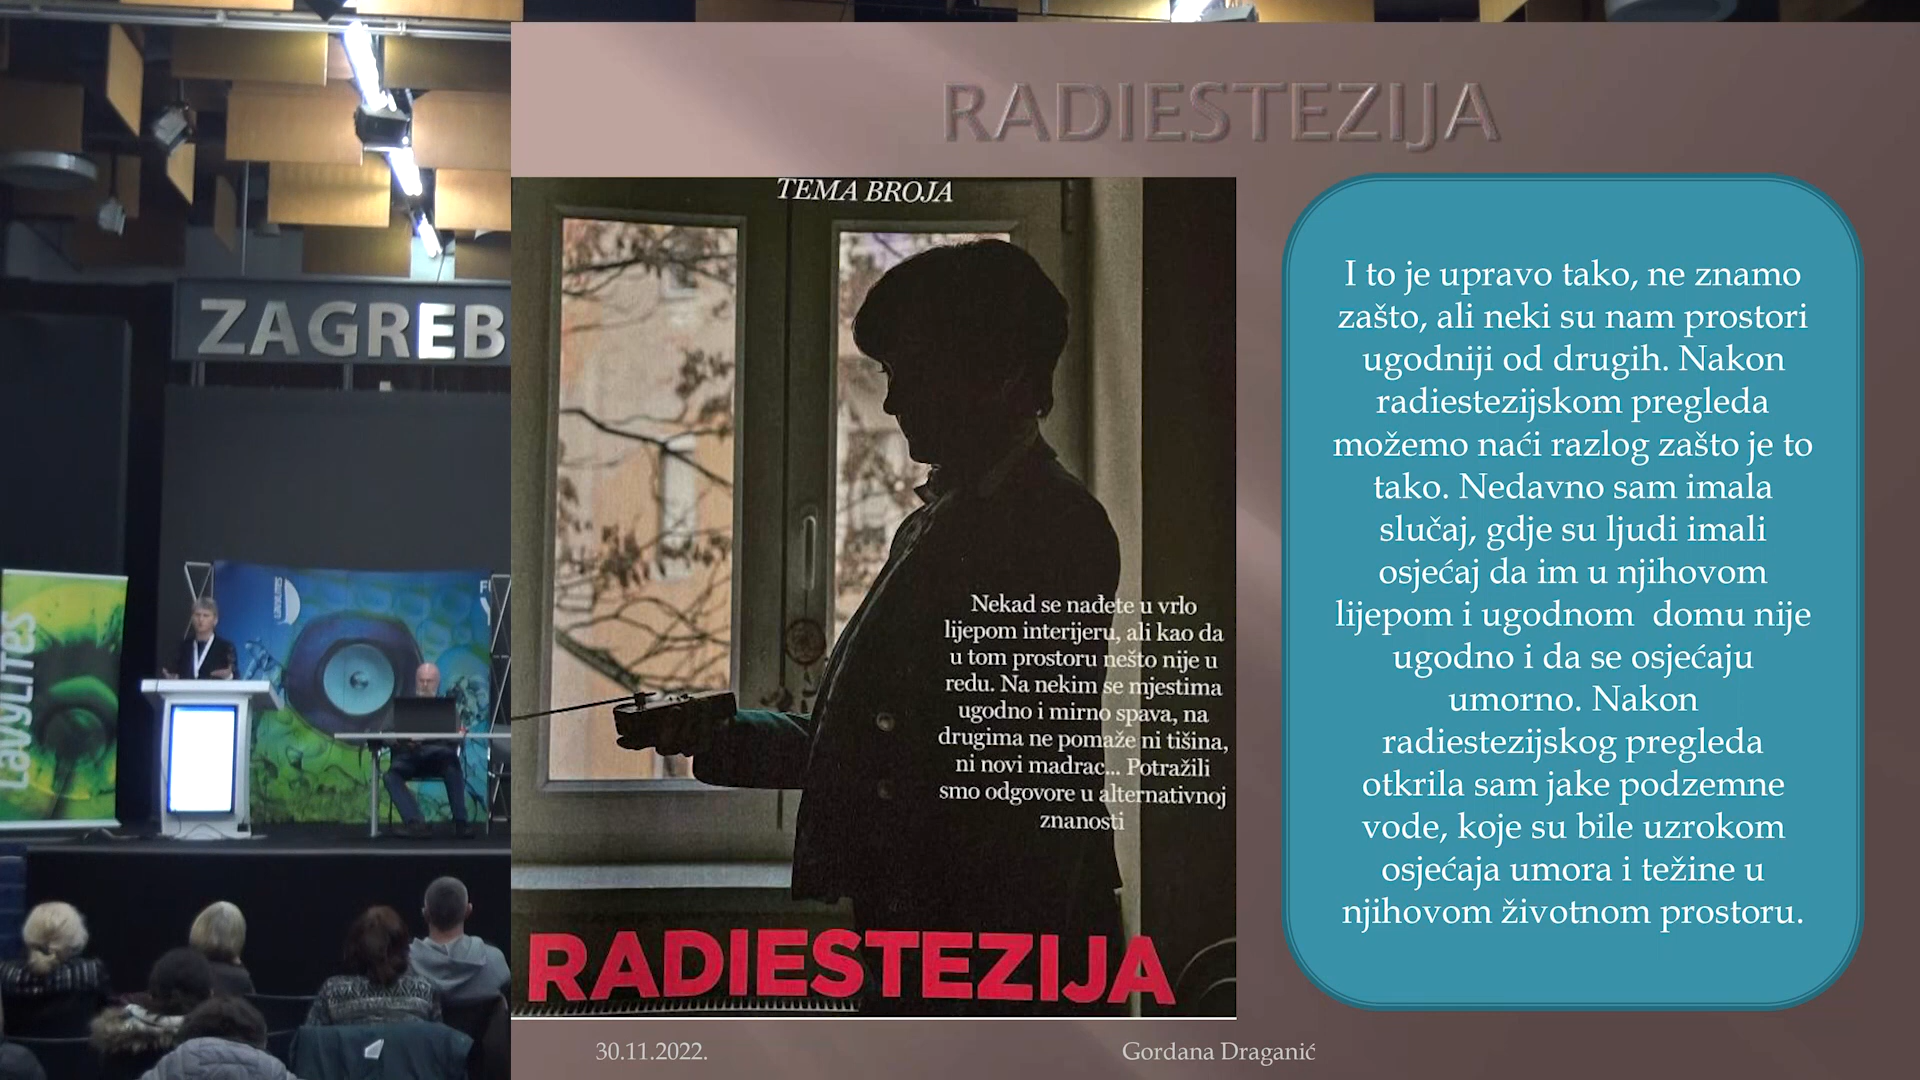 ZAGREB
LavyLITES
LAVYLITES
RADIESTEZIJA
TEMA BROJA
Nekad se nađete u vrlo
lijepom interijeru, ali kao da
u tom prostoru nešto nije u
redu. Na nekim se mjestima
ugodno i mirno spava, na
drugima ne pomaže ni tišina,
ni novi madrac... Potražili
smo odgovore u alternativnoj
znanosti
RADIESTEZIJA
I to je upravo tako, ne znamo
zašto, ali neki su nam prostori
ugodniji od drugih. Nakon
radiestezijskom pregleda
možemo naći razlog zašto je to
tako. Nedavno sam imala
slučaj, gdje su ljudi imali
osjećaj da im u njihovom
lijepom i ugodnom domu nije
ugodno i da se osjećaju
umorno. Nakon
radiestezijskog pregleda
otkrila sam jake podzemne
vode, koje su bile uzrokom
osjećaja umora i težine u
njihovom životnom prostoru.
30.11.2022.
Gordana Draganić